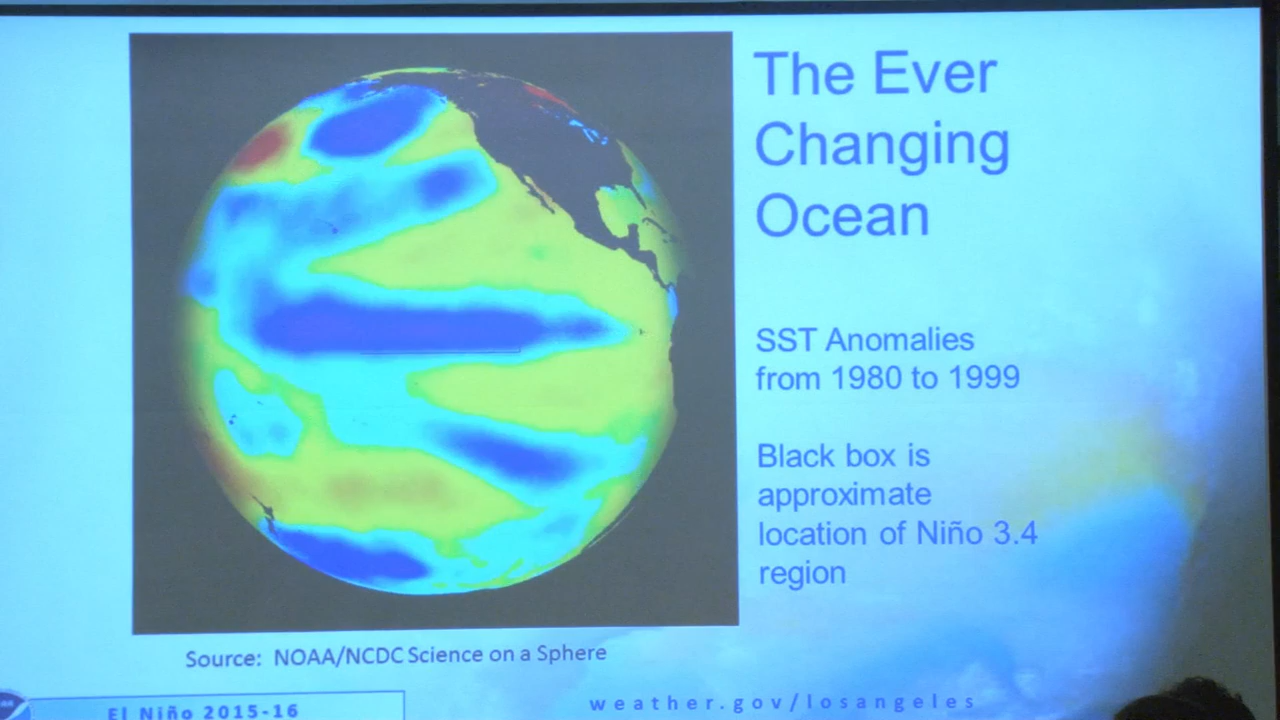 The Ever
Changing
Ocean
SST Anomalies
from 1980 to 1999
Black box is
approximate
location of Niño 3.4
region
Source: NOAA/NCDC Science on a Sphere
El Niño 2015-16
weather.gov/losangeles